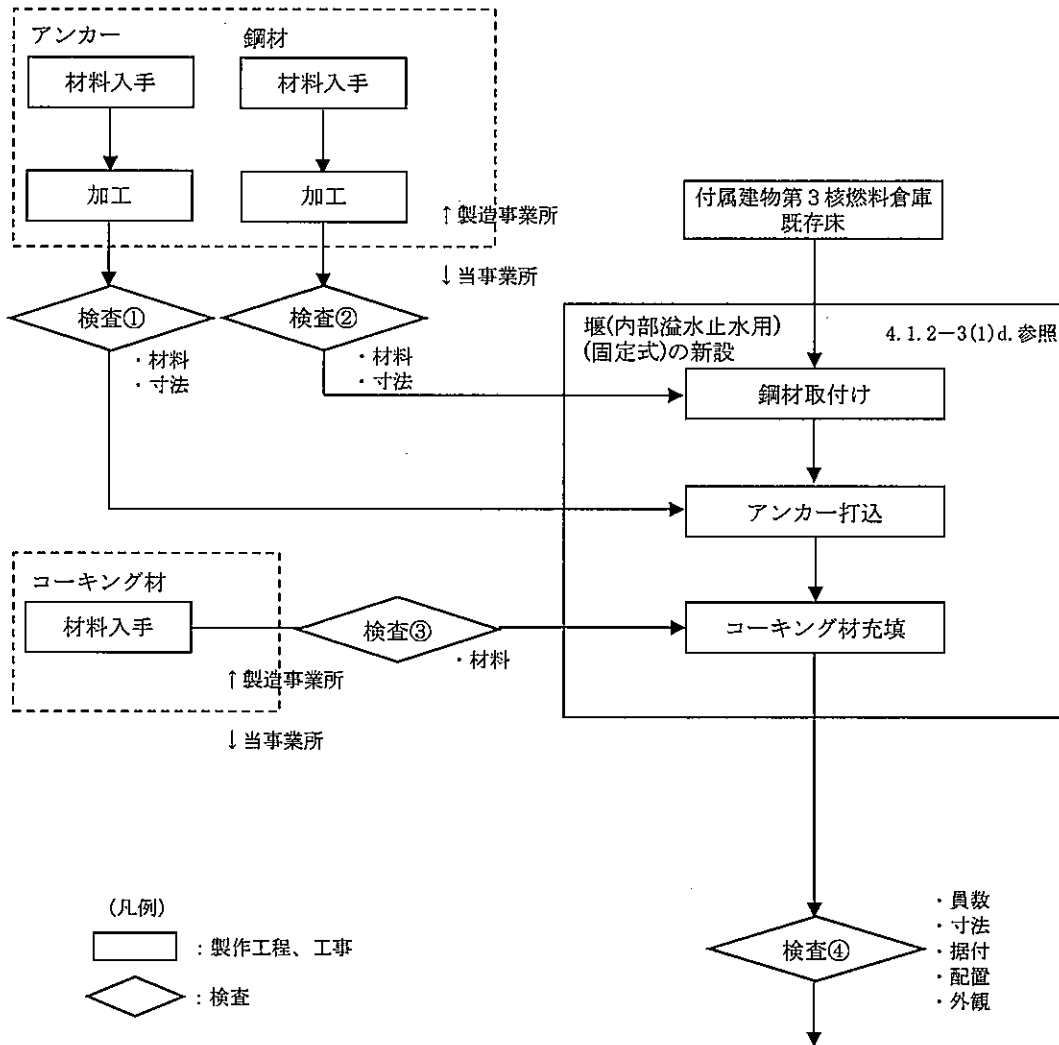 アンカー
鋼材
材料入手
材料入手
加工
加工
↑製造事業所
↓当事業所
付属建物第3核燃料倉庫
既存床
検査①
・材料
・寸法
検査②
・材料
・寸法
堰(内部溢水止水用)
(固定式)の新設
4.1.2-3(1)d.参照
鋼材取付け
アンカー打込
コーキング材
材料入手
↑製造事業所
↓当事業所
検査③
・材料
コーキング材充填
検査④
・員数
・寸法
・据付
・配置
・外観
(凡例)
：製作工程、工事
：検査